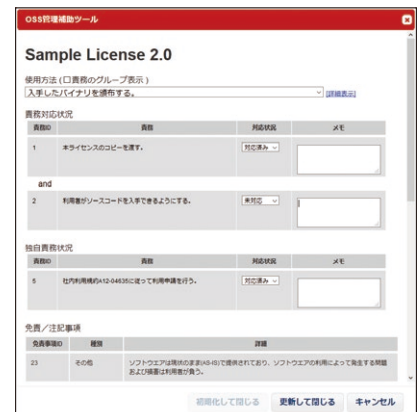 OSS管理補助ツール
Sample License 2.0
使用方法 (口責務のグループ表示)
入手したバイナリを頒布する。 [詳細表示]
責務対応状況
責務ID 責務 対応状況 メモ
1 本ライセンスのコピーを渡す。 対応済み
and
2 利用者がソースコードを入手できるようにする。 未対応
独自責務状況
責務ID 責務 対応状況 メモ
5 社内利用規約A12-04635に従って利用申請を行う。 対応済み
免責/注記事項
免責事項ID 種別 詳細
23 その他 ソフトウエアは現状のまま(AS-IS)で提供されており、ソフトウエアの利用によって発生する問題
および損害は利用者が負う。
初期化して閉じる 更新して閉じる キャンセル